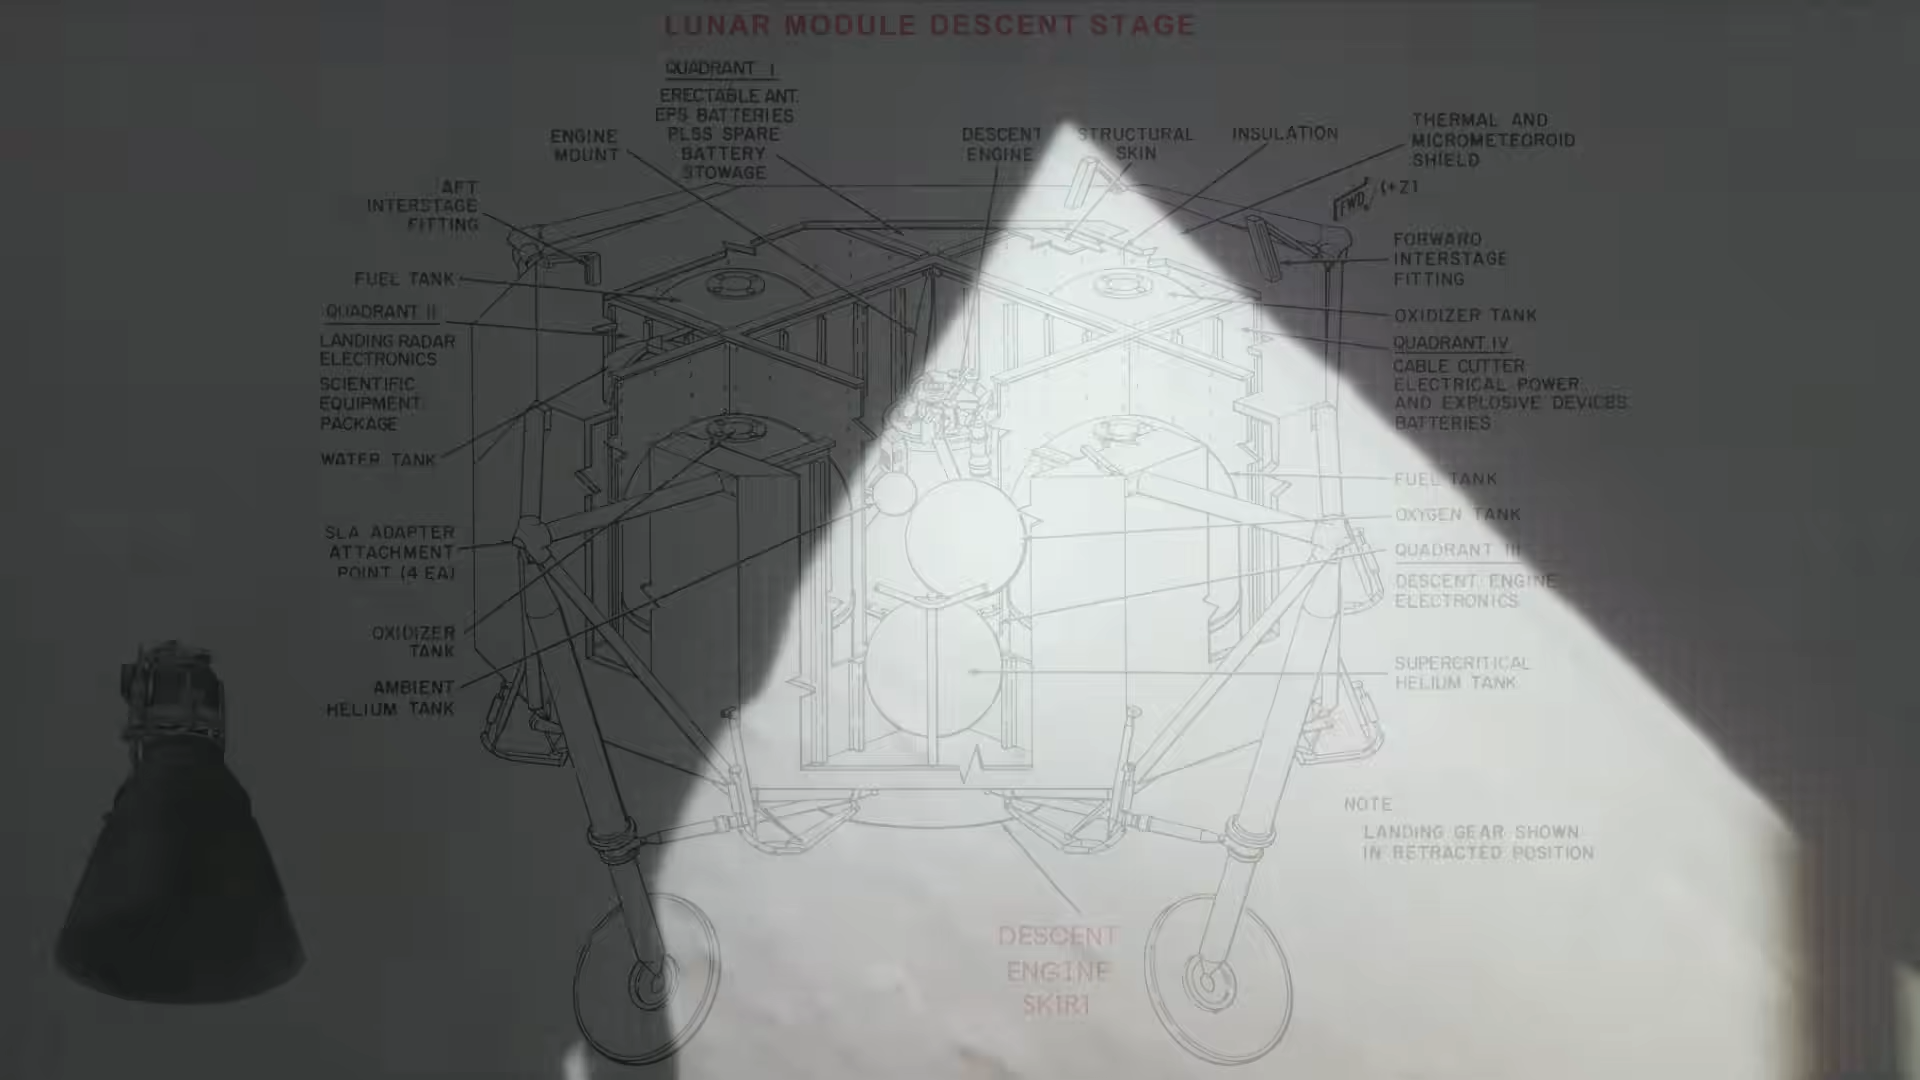 LUNAR MODULE DESCENT STAGE
QUADRANT I
ERECTABLE ANT.
EPS BATTERIES
PLSS SPARE
BATTERY
STOWAGE
ENGINE
MOUNT
DESCENT
ENGINE
STRUCTURAL
SKIN
INSULATION
THERMAL AND
MICROMETEOROID
SHIELD
AFT
INTERSTAGE
FITTING
FWD (+Z)
FORWARD
INTERSTAGE
FITTING
FUEL TANK
OXIDIZER TANK
QUADRANT II
LANDING RADAR
ELECTRONICS
SCIENTIFIC
EQUIPMENT
PACKAGE
QUADRANT IV
CABLE CUTTER
ELECTRICAL POWER
AND EXPLOSIVE DEVICES
BATTERIES
WATER TANK
FUEL TANK
OXYGEN TANK
SLA ADAPTER
ATTACHMENT
POINT (4 EA)
QUADRANT III
DESCENT ENGINE
ELECTRONICS
OXIDIZER
TANK
AMBIENT
HELIUM TANK
SUPERCRITICAL
HELIUM TANK
NOTE
LANDING GEAR SHOWN
IN RETRACTED POSITION
DESCENT
ENGINE
SKIRT